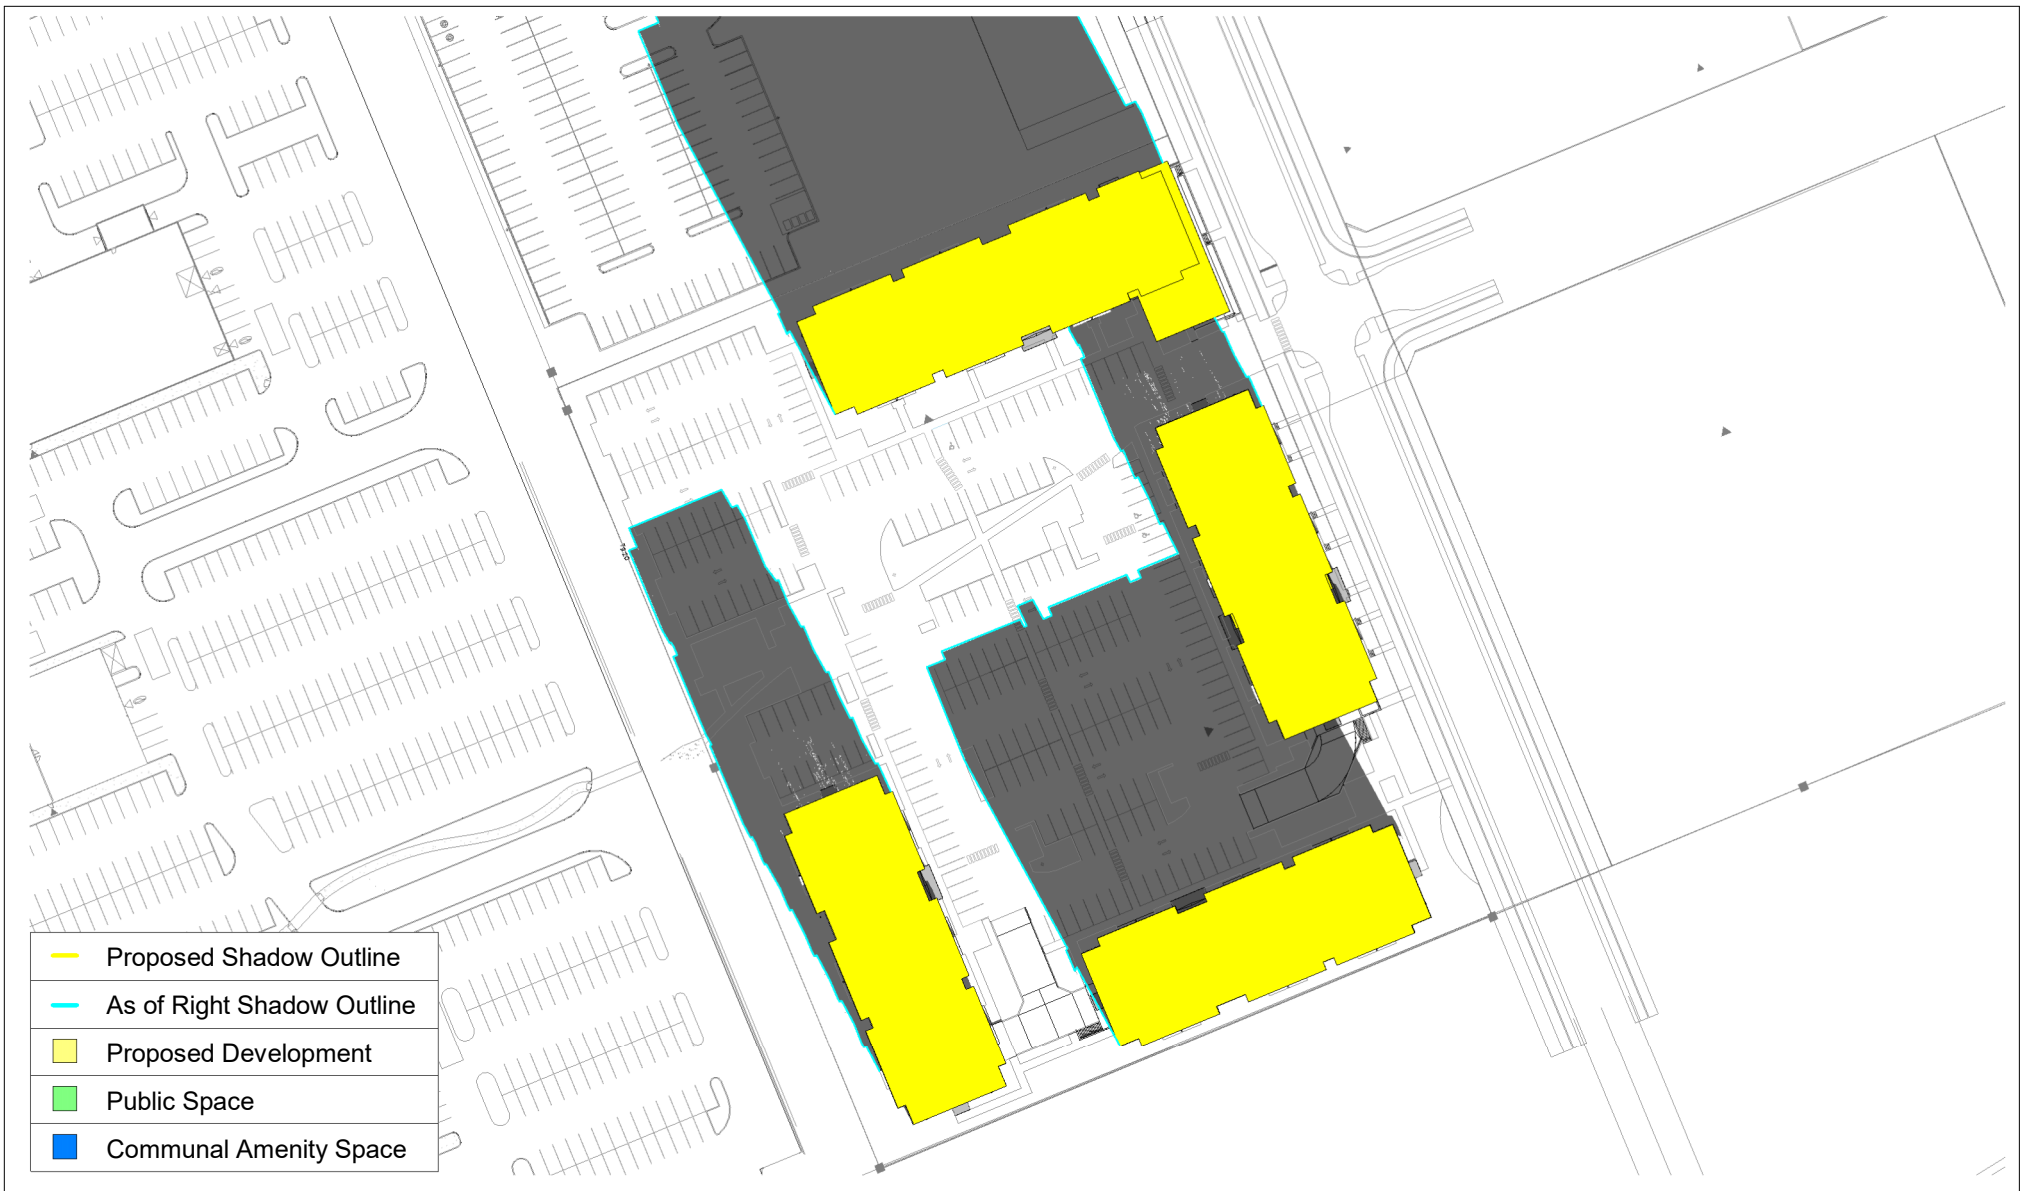 Proposed Shadow Outline
As of Right Shadow Outline
Proposed Development
Public Space
Communal Amenity Space